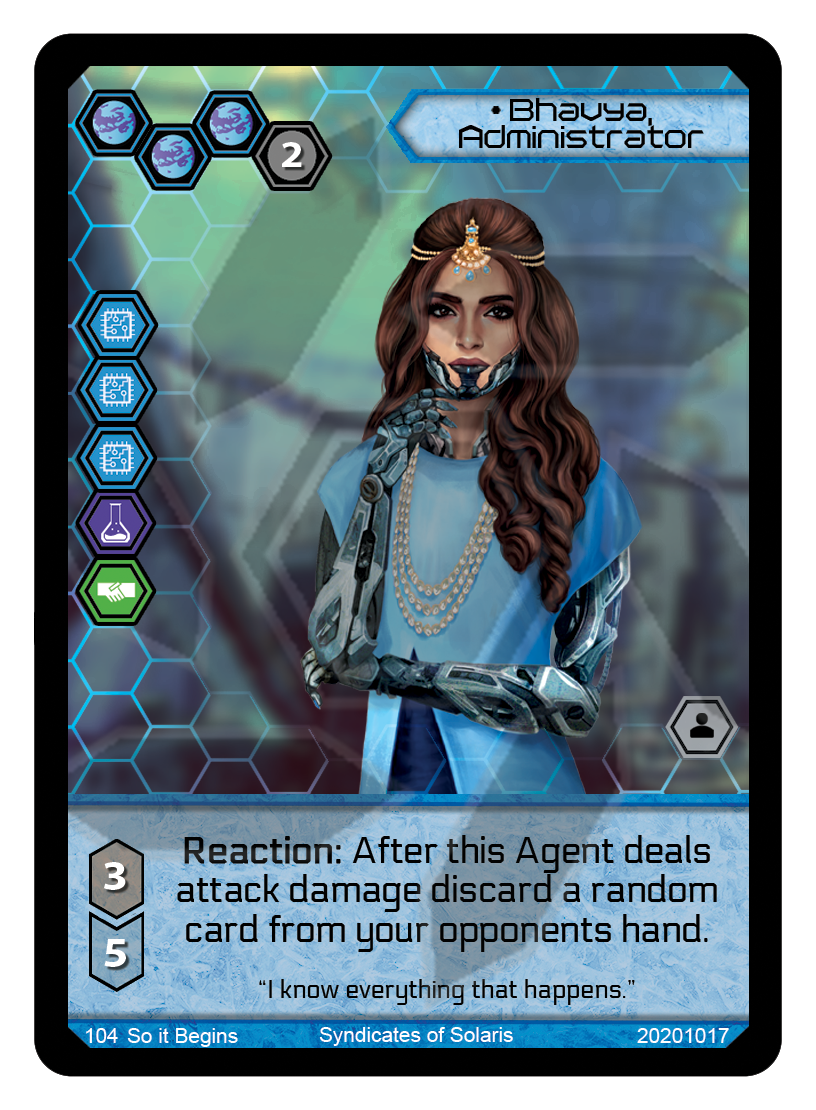 • Bhavya,
Administrator
2
3
5
Reaction: After this Agent deals
attack damage discard a random
card from your opponents hand.
“I know everything that happens.”
104 So it Begins
Syndicates of Solaris
20201017